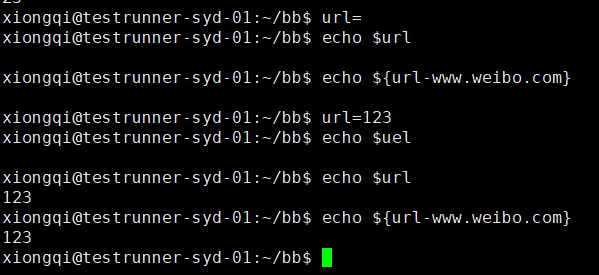 xiongqi@testrunner-syd-01:~/bb$ url=
xiongqi@testrunner-syd-01:~/bb$ echo $url
xiongqi@testrunner-syd-01:~/bb$ echo ${url-www.weibo.com}
xiongqi@testrunner-syd-01:~/bb$ url=123
xiongqi@testrunner-syd-01:~/bb$ echo $uel
xiongqi@testrunner-syd-01:~/bb$ echo $url
123
xiongqi@testrunner-syd-01:~/bb$ echo ${url-www.weibo.com}
123
xiongqi@testrunner-syd-01:~/bb$